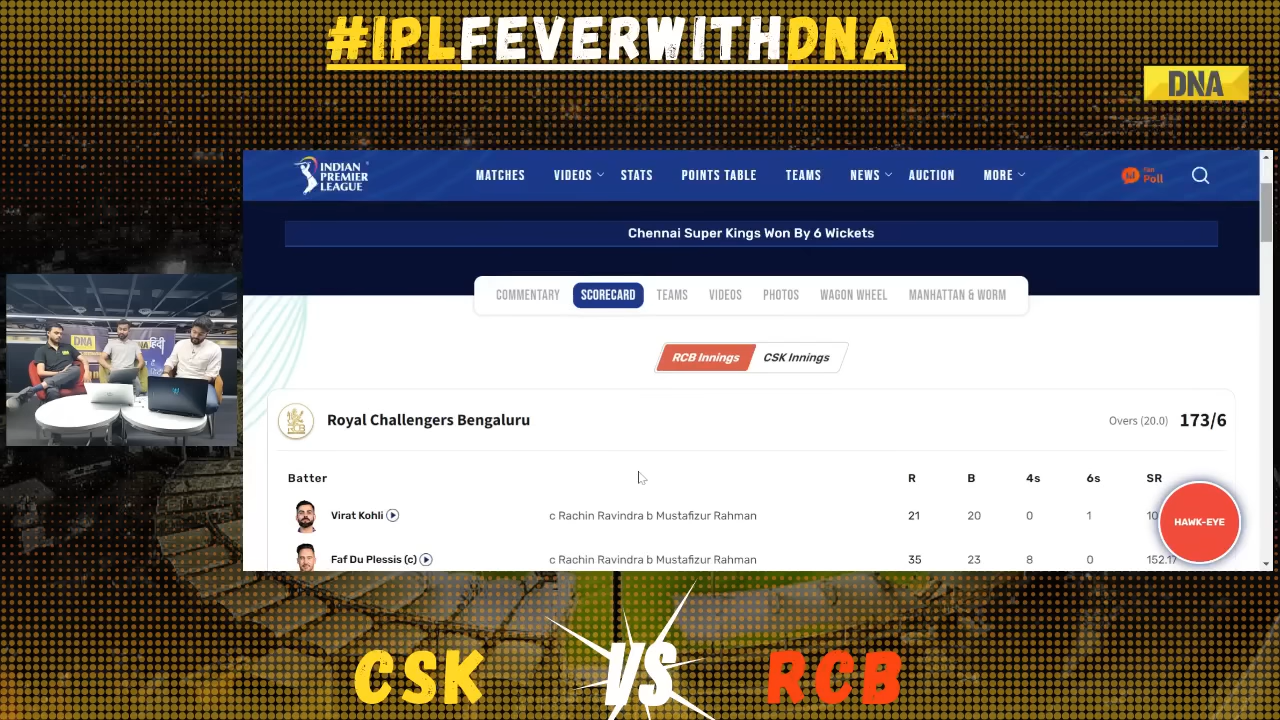 #IPLFEVERWITHDNA
DNA
INDIAN PREMIER LEAGUE
MATCHES VIDEOS STATS POINTS TABLE TEAMS NEWS AUCTION MORE Poll
Chennai Super Kings Won By 6 Wickets
COMMENTARY SCORECARD TEAMS VIDEOS PHOTOS WAGON WHEEL MANHATTAN & WORM
RCB Innings CSK Innings
DNA हिंदी
Royal Challengers Bengaluru Overs (20.0) 173/6
Batter R B 4s 6s SR
Virat Kohli c Rachin Ravindra b Mustafizur Rahman 21 20 0 1 10
HAWK-EYE
Faf Du Plessis (c) c Rachin Ravindra b Mustafizur Rahman 35 23 8 0 152.17
CSK VS RCB